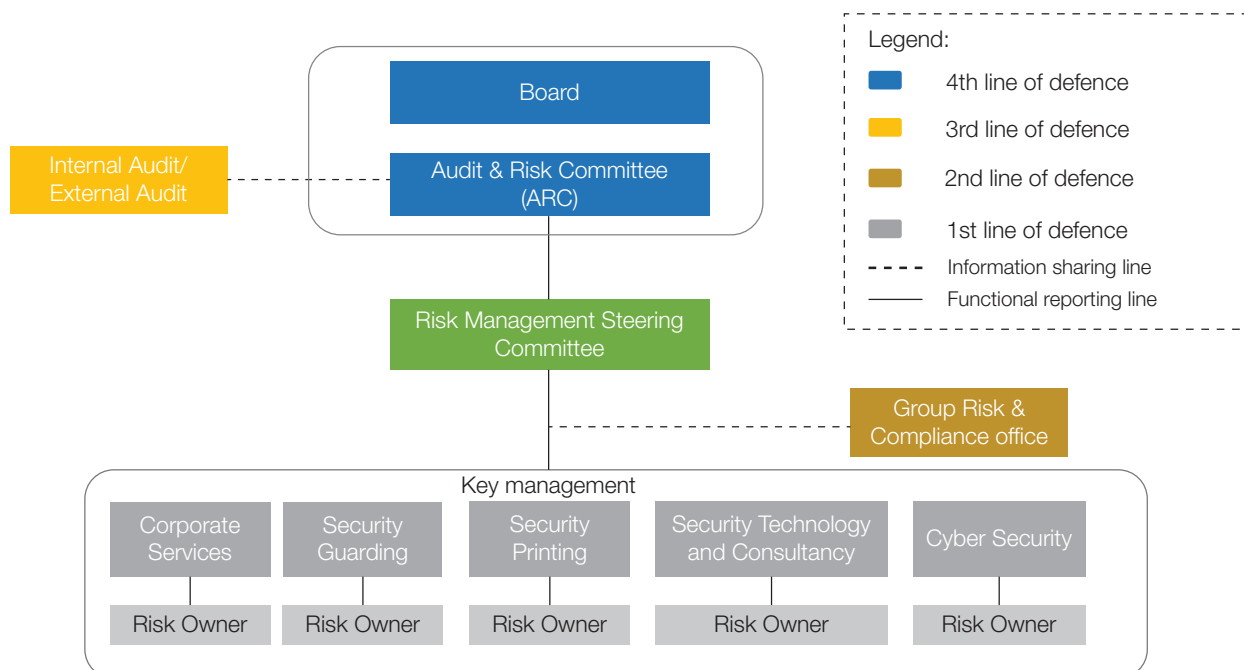 Board
Internal Audit/
External Audit
Audit & Risk Committee
(ARC)
Risk Management Steering
Committee
Group Risk &
Compliance office
Key management
Corporate
Services
Security
Guarding
Security
Printing
Security Technology
and Consultancy
Cyber Security
Risk Owner
Risk Owner
Risk Owner
Risk Owner
Risk Owner
Legend:
4th line of defence
3rd line of defence
2nd line of defence
1st line of defence
Information sharing line
Functional reporting line